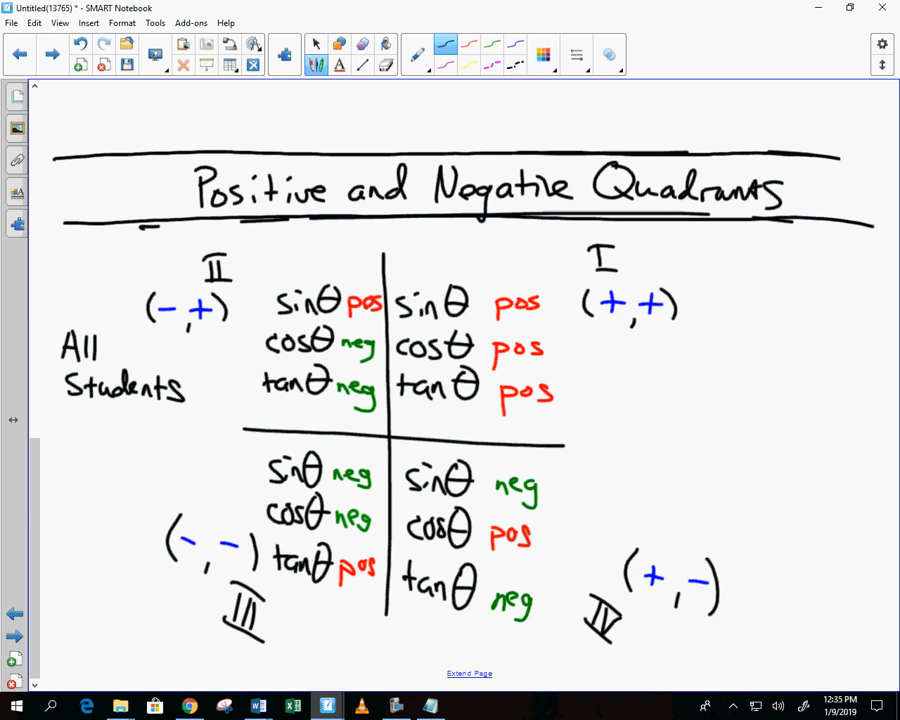 Untitled(13765) * - SMART Notebook
File Edit View Insert Format Tools Add-ons Help
Positive and Negative Quadrants
II
I
(-,+)
sinθ pos
sinθ pos
(+,+)
All
cosθ neg
cosθ pos
Students
tanθ neg
tanθ pos
sinθ neg
sinθ neg
cosθ neg
cosθ pos
(-,-)
tanθ pos
tanθ neg
(+,-)
III
IV
Extend Page
12:35 PM
1/9/2019